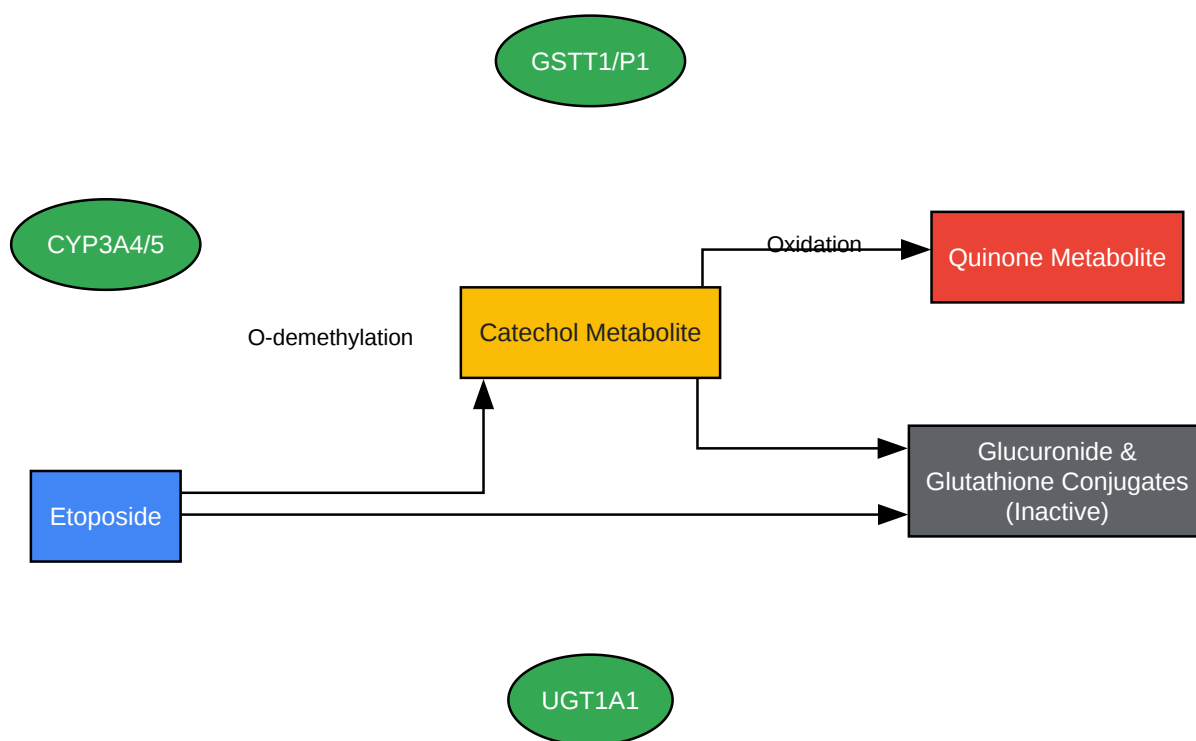 GSTT1/P1
CYP3A4/5
Oxidation
Quinone Metabolite
O-demethylation
Catechol Metabolite
Glucuronide &
Glutathione Conjugates
(Inactive)
Etoposide
UGT1A1